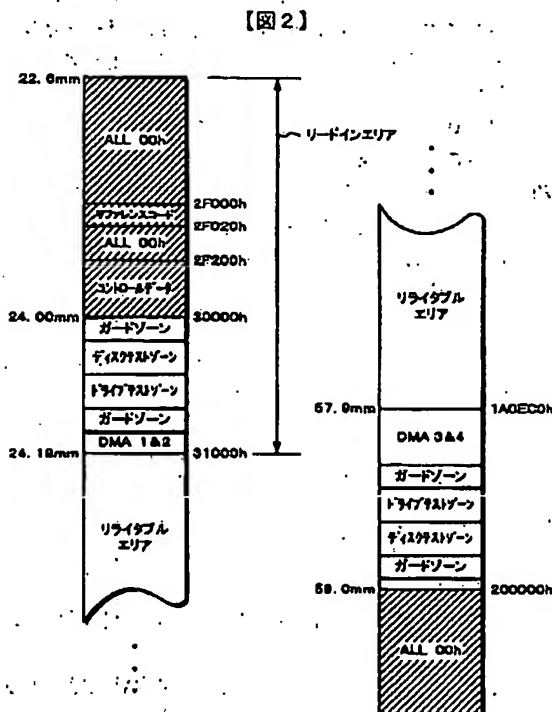 【図2】
22.6mm
ALL 00h
リードインエリア
2F000h
リファレンスコード
2F020h
ALL 00h
2F200h
コントロールデータ
24.00mm
30000h
ガードゾーン
ディスクテストゾーン
ドライブテストゾーン
ガードゾーン
DMA 1&2
24.18mm
31000h
リライタブル
エリア
リライタブル
エリア
57.9mm
1A0EC0h
DMA 3&4
ガードゾーン
ドライブテストゾーン
ディスクテストゾーン
ガードゾーン
58.0mm
200000h
ALL 00h